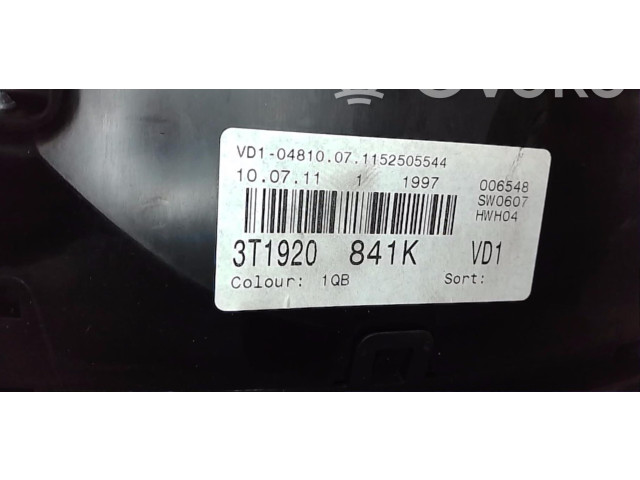 VD1-04810.07.1152505544
10.07.11 1 1997 006548
SW0607
HWH04
3T1920 841K VD1
Colour: 1QB Sort: